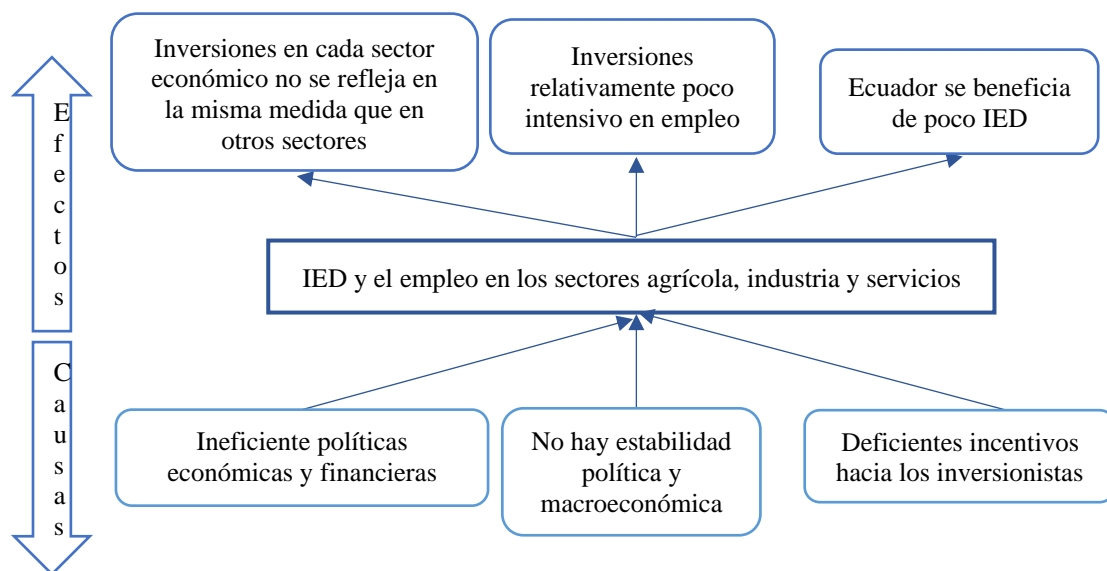 Efectos
Inversiones en cada sector
económico no se refleja en
la misma medida que en
otros sectores
Inversiones
relativamente poco
intensivo en empleo
Ecuador se beneficia
de poco IED
IED y el empleo en los sectores agrícola, industria y servicios
Causas
Ineficiente políticas
económicas y financieras
No hay estabilidad
política y
macroeconómica
Deficientes incentivos
hacia los inversionistas